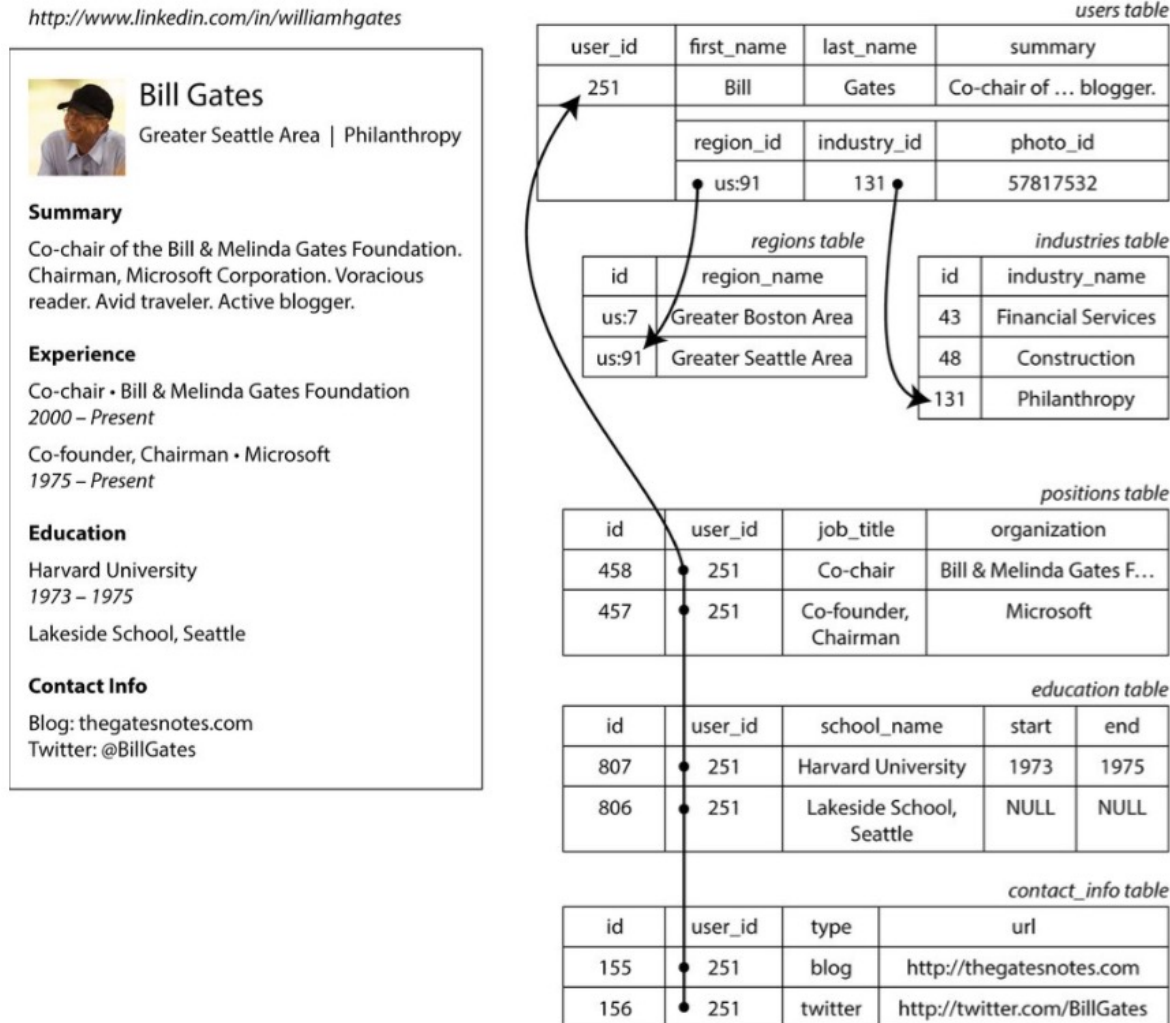 http://www.linkedin.com/in/williamhgates
Bill Gates
Greater Seattle Area | Philanthropy
Summary
Co-chair of the Bill & Melinda Gates Foundation.
Chairman, Microsoft Corporation. Voracious
reader. Avid traveler. Active blogger.
Experience
Co-chair • Bill & Melinda Gates Foundation
2000 – Present
Co-founder, Chairman • Microsoft
1975 – Present
Education
Harvard University
1973 – 1975
Lakeside School, Seattle
Contact Info
Blog: thegatesnotes.com
Twitter: @BillGates
users table
user_id first_name last_name summary
251 Bill Gates Co-chair of … blogger.
region_id industry_id photo_id
us:91 131 57817532
regions table
id region_name
us:7 Greater Boston Area
us:91 Greater Seattle Area
industries table
id industry_name
43 Financial Services
48 Construction
131 Philanthropy
positions table
id user_id job_title organization
458 251 Co-chair Bill & Melinda Gates F…
457 251 Co-founder, Microsoft
Chairman
education table
id user_id school_name start end
807 251 Harvard University 1973 1975
806 251 Lakeside School, NULL NULL
Seattle
contact_info table
id user_id type url
155 251 blog http://thegatesnotes.com
156 251 twitter http://twitter.com/BillGates